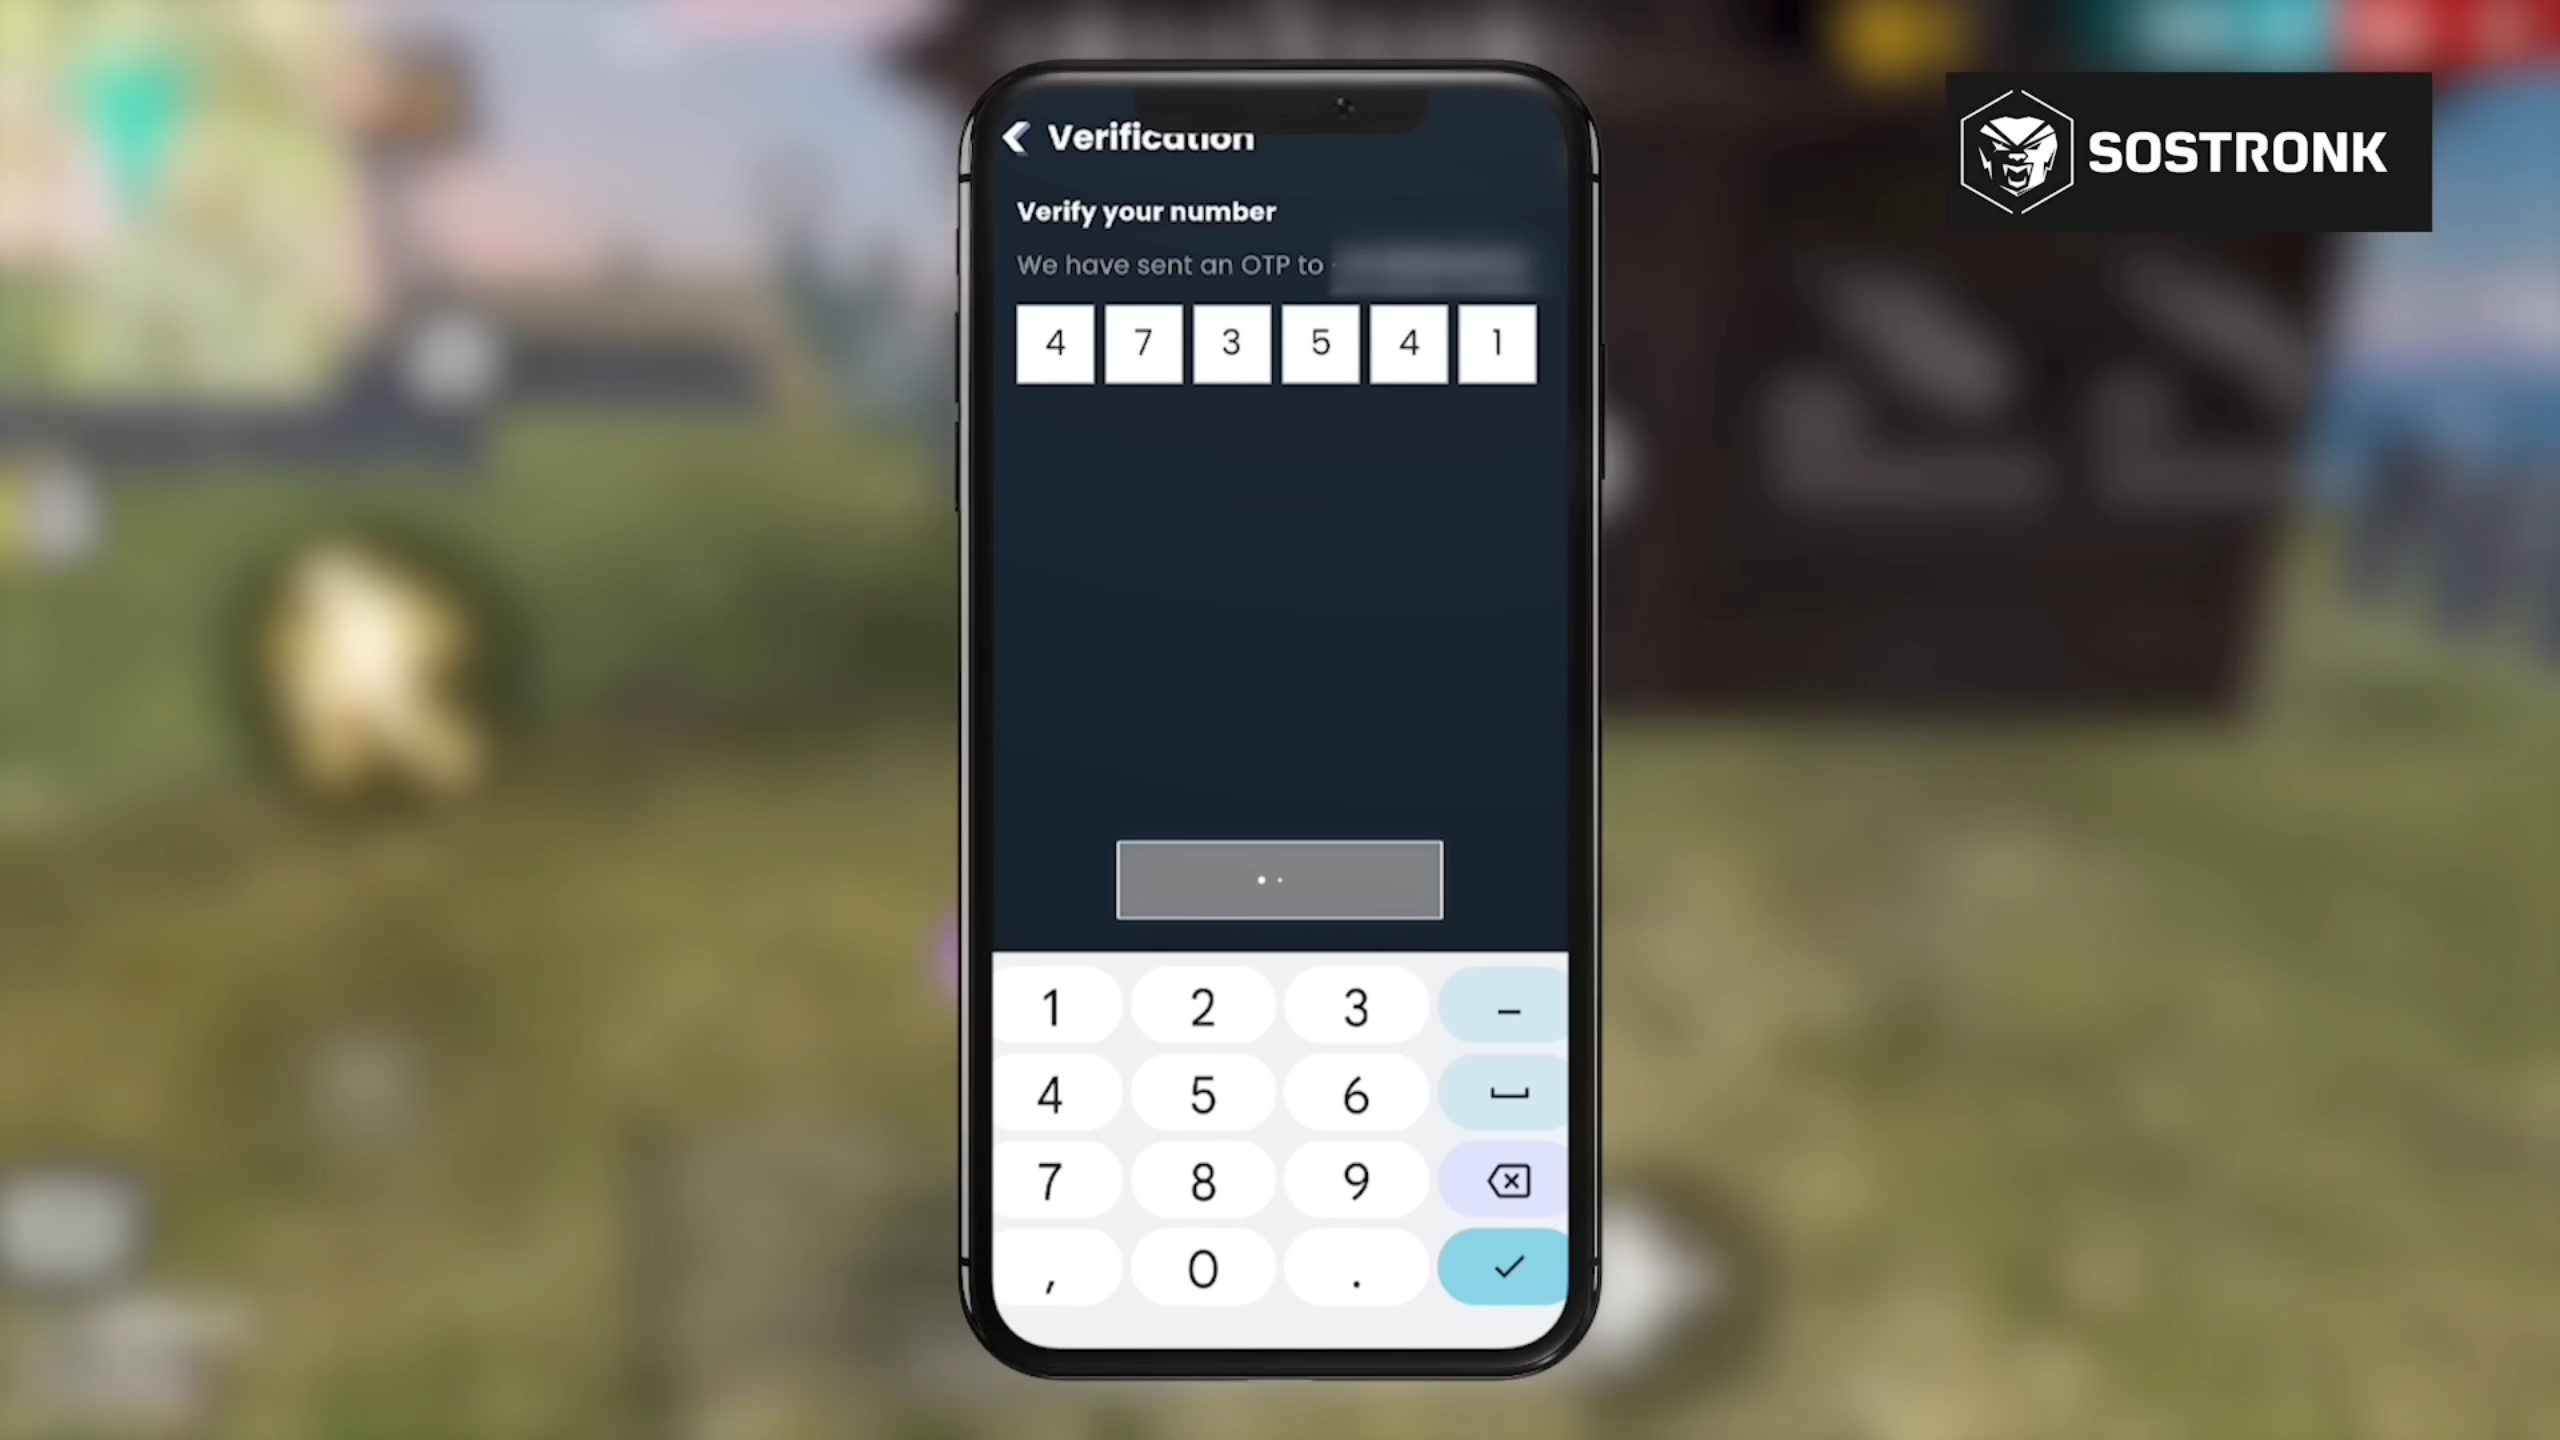 Verification
SOSTRONK
Verify your number
We have sent an OTP to
4 7 3 5 4 1
1 2 3 –
4 5 6
7 8 9
, 0 .